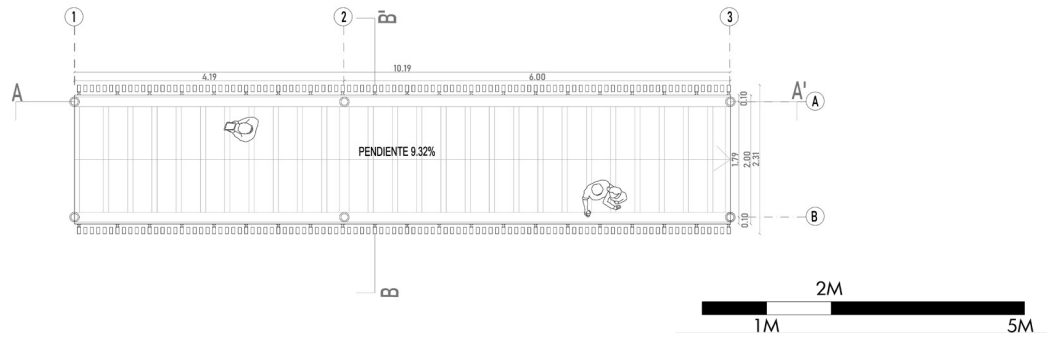 1
2
3
B'
10.19
4.19
6.00
A
A'
A
0.10
PENDIENTE 9.32%
1.79
2.00
2.31
0.10
B
B
2M
1M
5M